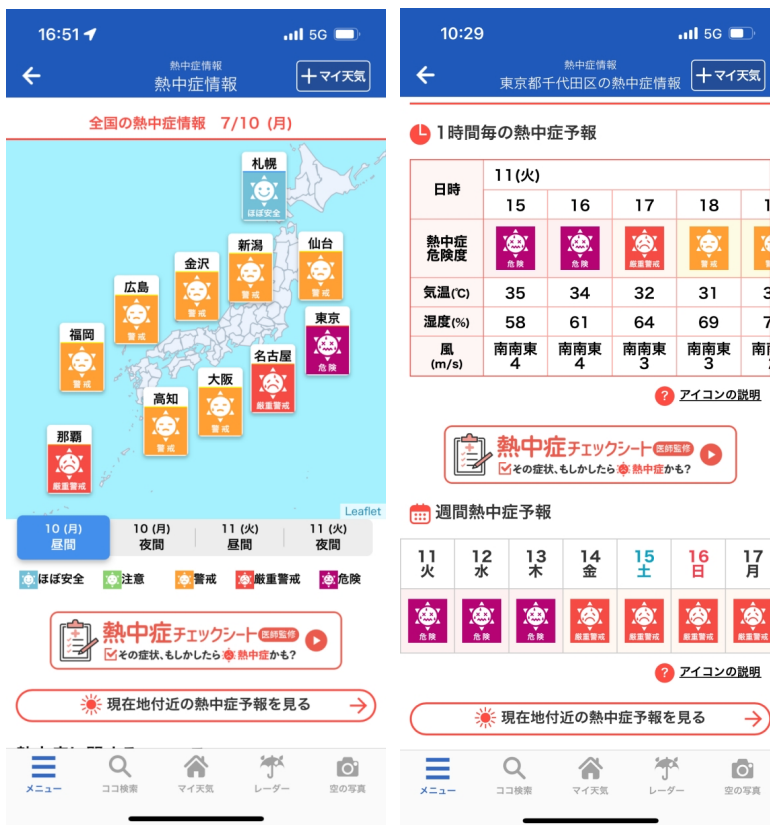 16:51
5G
熱中症情報
熱中症情報
＋マイ天気
全国の熱中症情報 7/10 (月)
札幌
ほぼ安全
新潟
警戒
仙台
警戒
金沢
警戒
広島
警戒
東京
危険
福岡
警戒
名古屋
厳重警戒
大阪
警戒
高知
警戒
那覇
厳重警戒
Leaflet
10 (月) 10 (月) 11 (火) 11 (火)
昼間 夜間 昼間 夜間
ほぼ安全 注意 警戒 厳重警戒 危険
熱中症チェックシート 医師監修
その症状、もしかしたら熱中症かも?
現在地付近の熱中症予報を見る
メニュー ココ検索 マイ天気 レーダー 空の写真
10:29
5G
熱中症情報
東京都千代田区の熱中症情報
＋マイ天気
1時間毎の熱中症予報
日時 11(火)
15 16 17 18
熱中症
危険度
危険 危険 厳重警戒 警戒
気温(℃) 35 34 32 31
湿度(%) 58 61 64 69
風
(m/s)
南南東 南南東 南南東 南南東
4 4 3 3
? アイコンの説明
熱中症チェックシート 医師監修
その症状、もしかしたら熱中症かも?
週間熱中症予報
11 12 13 14 15 16 17
火 水 木 金 土 日 月
危険 危険 危険 厳重警戒 厳重警戒 厳重警戒 厳重警戒
? アイコンの説明
現在地付近の熱中症予報を見る
メニュー ココ検索 マイ天気 レーダー 空の写真